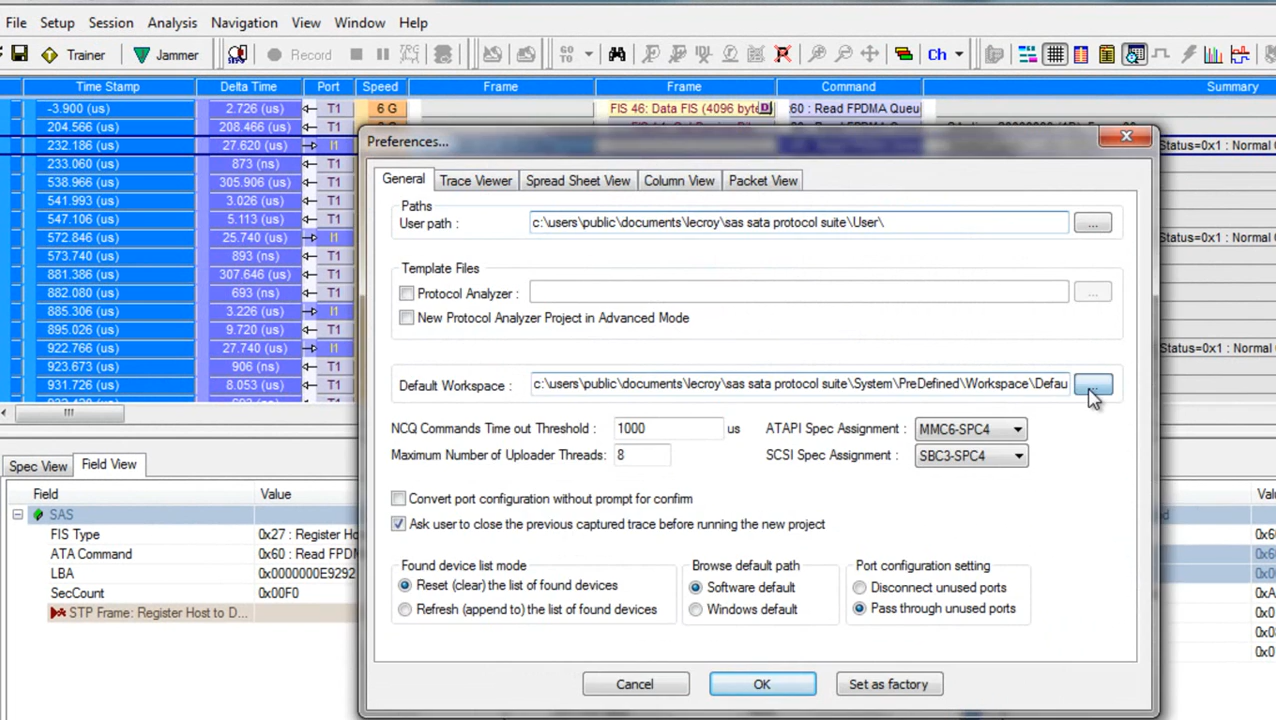 File Setup Session Analysis Navigation View Window Help
Trainer Jammer Record GO TO Ch
Time Stamp Delta Time Port Speed Frame Frame Command Summary
-3.900 (us) 2.726 (us) T1 6 G FIS 46: Data FIS (4096 byte D :60 : Read FPDMA Queu
204.566 (us) 208.466 (us) T1
232.186 (us) 27.620 (us) I1 Status=0x1 : Normal
233.060 (us) 873 (ns) T1
538.966 (us) 305.906 (us) T1
541.993 (us) 3.026 (us) T1
547.106 (us) 5.113 (us) T1
572.846 (us) 25.740 (us) I1 Status=0x1 : Normal
573.740 (us) 893 (ns) T1
881.386 (us) 307.646 (us) T1
882.080 (us) 693 (ns) T1
885.306 (us) 3.226 (us) I1
895.026 (us) 9.720 (us) T1
922.766 (us) 27.740 (us) I1 Status=0x1 : Normal
923.673 (us) 906 (ns) T1
931.726 (us) 8.053 (us) T1
Preferences...
General Trace Viewer Spread Sheet View Column View Packet View
Paths
User path : c:\users\public\documents\lecroy\sas sata protocol suite\User\ ...
Template Files
Protocol Analyzer : ...
New Protocol Analyzer Project in Advanced Mode
Default Workspace : c:\users\public\documents\lecroy\sas sata protocol suite\System\PreDefined\Workspace\Defau ...
NCQ Commands Time out Threshold : 1000 us ATAPI Spec Assignment : MMC6-SPC4
Maximum Number of Uploader Threads: 8 SCSI Spec Assignment : SBC3-SPC4
Convert port configuration without prompt for confirm
Ask user to close the previous captured trace before running the new project
Found device list mode Browse default path Port configuration setting
Reset (clear) the list of found devices Software default Disconnect unused ports
Refresh (append to) the list of found devices Windows default Pass through unused ports
Cancel OK Set as factory
Spec View Field View
Field Value
SAS
FIS Type 0x27 : Register Ho
ATA Command 0x60 : Read FPD
LBA 0x0000000E9292
SecCount 0x00F0
STP Frame: Register Host to D...